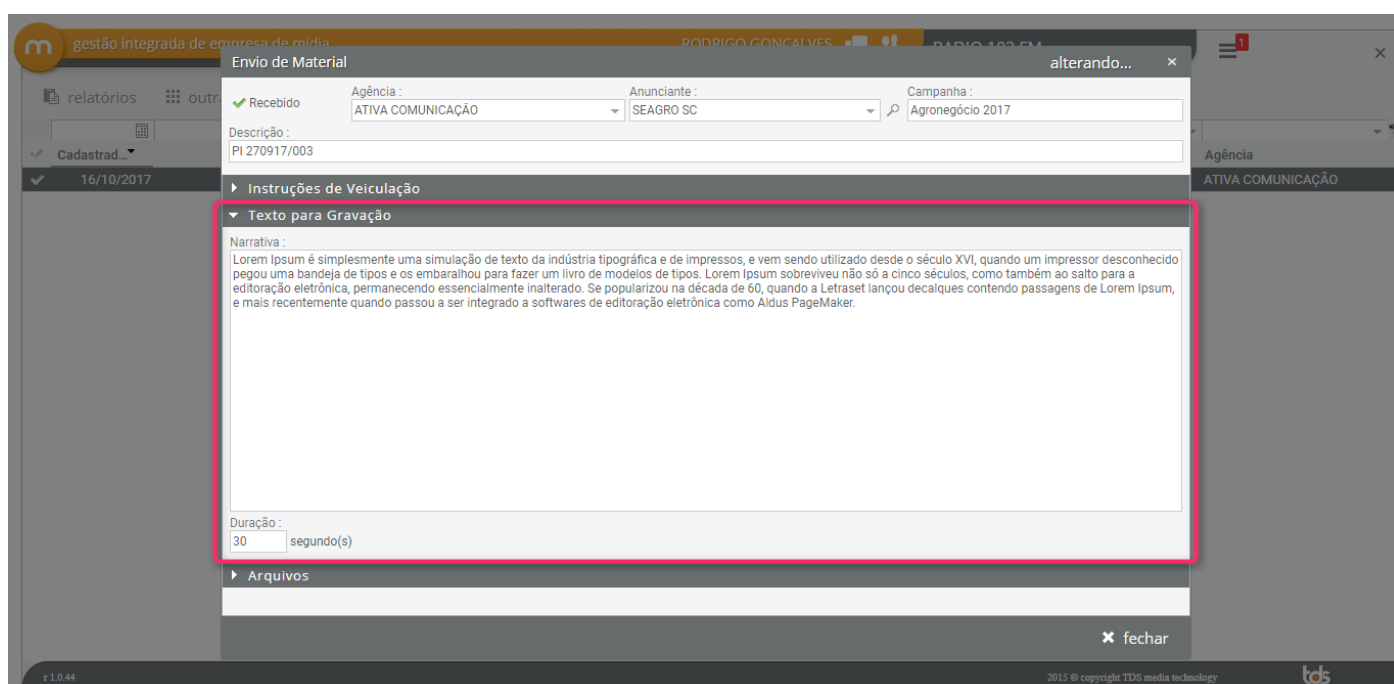 m gestão integrada de empresa de mídia RODRIGO GONÇALVES RADIO 102 FM 1 ×
Envio de Material alterando... ×
relatórios outr
Recebido
Agência : Anunciante : Campanha :
ATIVA COMUNICAÇÃO SEAGRO SC Agronegócio 2017
Descrição :
PI 270917/003
Cadastrad... Agência
16/10/2017 ATIVA COMUNICAÇÃO
Instruções de Veiculação
Texto para Gravação
Narrativa :
Lorem Ipsum é simplesmente uma simulação de texto da indústria tipográfica e de impressos, e vem sendo utilizado desde o século XVI, quando um impressor desconhecido
pegou uma bandeja de tipos e os embaralhou para fazer um livro de modelos de tipos. Lorem Ipsum sobreviveu não só a cinco séculos, como também ao salto para a
editoração eletrônica, permanecendo essencialmente inalterado. Se popularizou na década de 60, quando a Letraset lançou decalques contendo passagens de Lorem Ipsum,
e mais recentemente quando passou a ser integrado a softwares de editoração eletrônica como Aldus PageMaker.
Duração :
30 segundo(s)
Arquivos
fechar
r 1.0.44 2015 © copyright TDS media technology tds